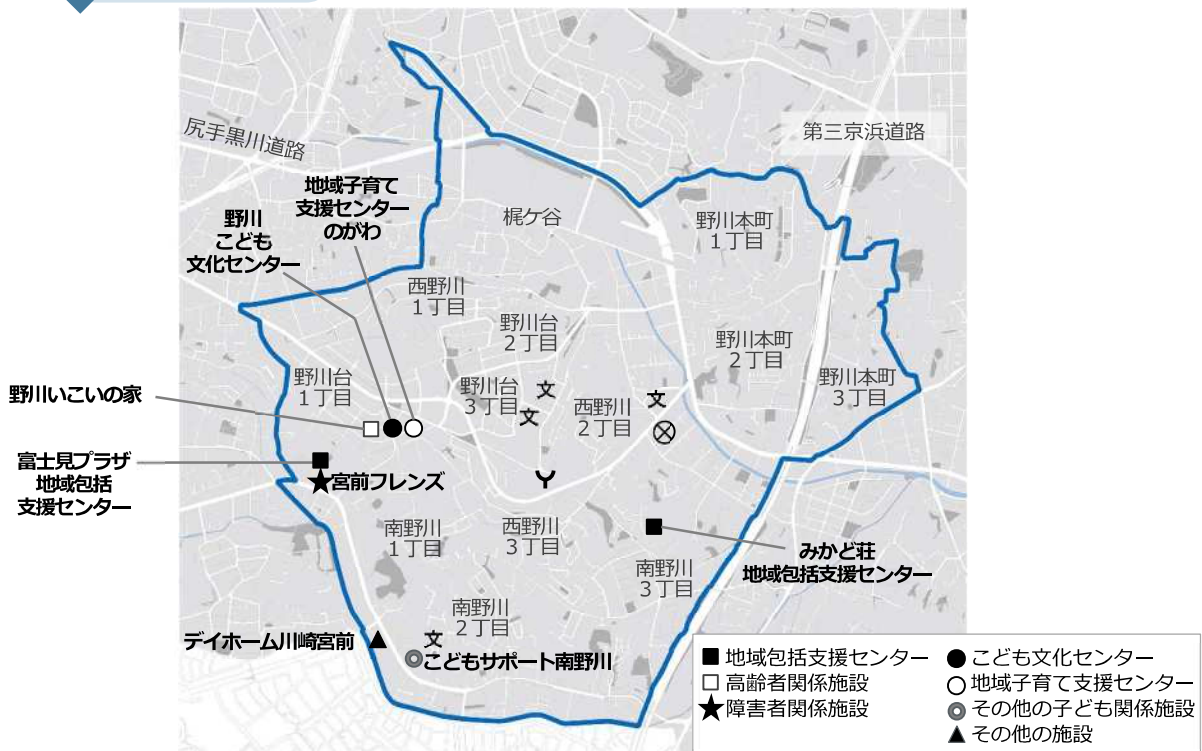 尻手黒川道路
第三京浜道路
地域子育て
支援センター
のがわ
野川
こども
文化センター
梶ケ谷
野川本町
1丁目
西野川
1丁目
野川台
2丁目
野川本町
2丁目
野川台
1丁目
野川台
3丁目
文
文
西野川
2丁目
文
野川本町
3丁目
野川いこいの家
富士見プラザ
地域包括
支援センター
宮前フレンズ
南野川
1丁目
西野川
3丁目
みかど荘
地域包括支援センター
南野川
3丁目
南野川
2丁目
文
デイホーム川崎宮前
こどもサポート南野川
■ 地域包括支援センター
□ 高齢者関係施設
★ 障害者関係施設
● こども文化センター
○ 地域子育て支援センター
◎ その他の子ども関係施設
▲ その他の施設